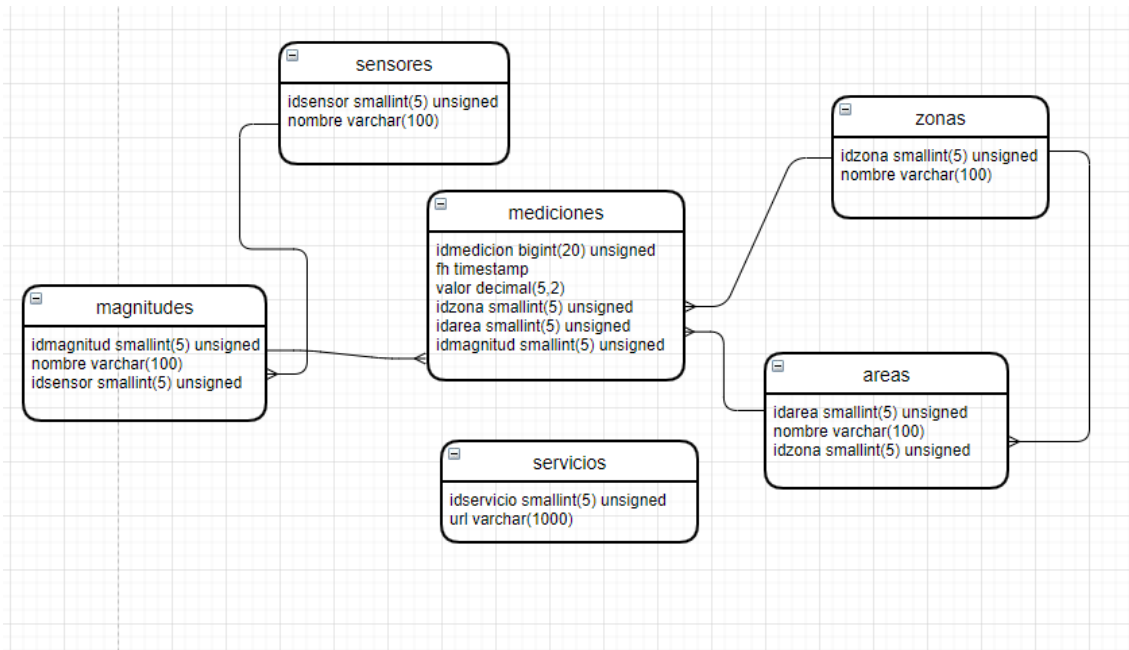 sensores
idsensor smallint(5) unsigned
nombre varchar(100)
zonas
idzona smallint(5) unsigned
nombre varchar(100)
mediciones
idmedicion bigint(20) unsigned
fh timestamp
valor decimal(5,2)
idzona smallint(5) unsigned
idarea smallint(5) unsigned
idmagnitud smallint(5) unsigned
magnitudes
idmagnitud smallint(5) unsigned
nombre varchar(100)
idsensor smallint(5) unsigned
areas
idarea smallint(5) unsigned
nombre varchar(100)
idzona smallint(5) unsigned
servicios
idservicio smallint(5) unsigned
url varchar(1000)